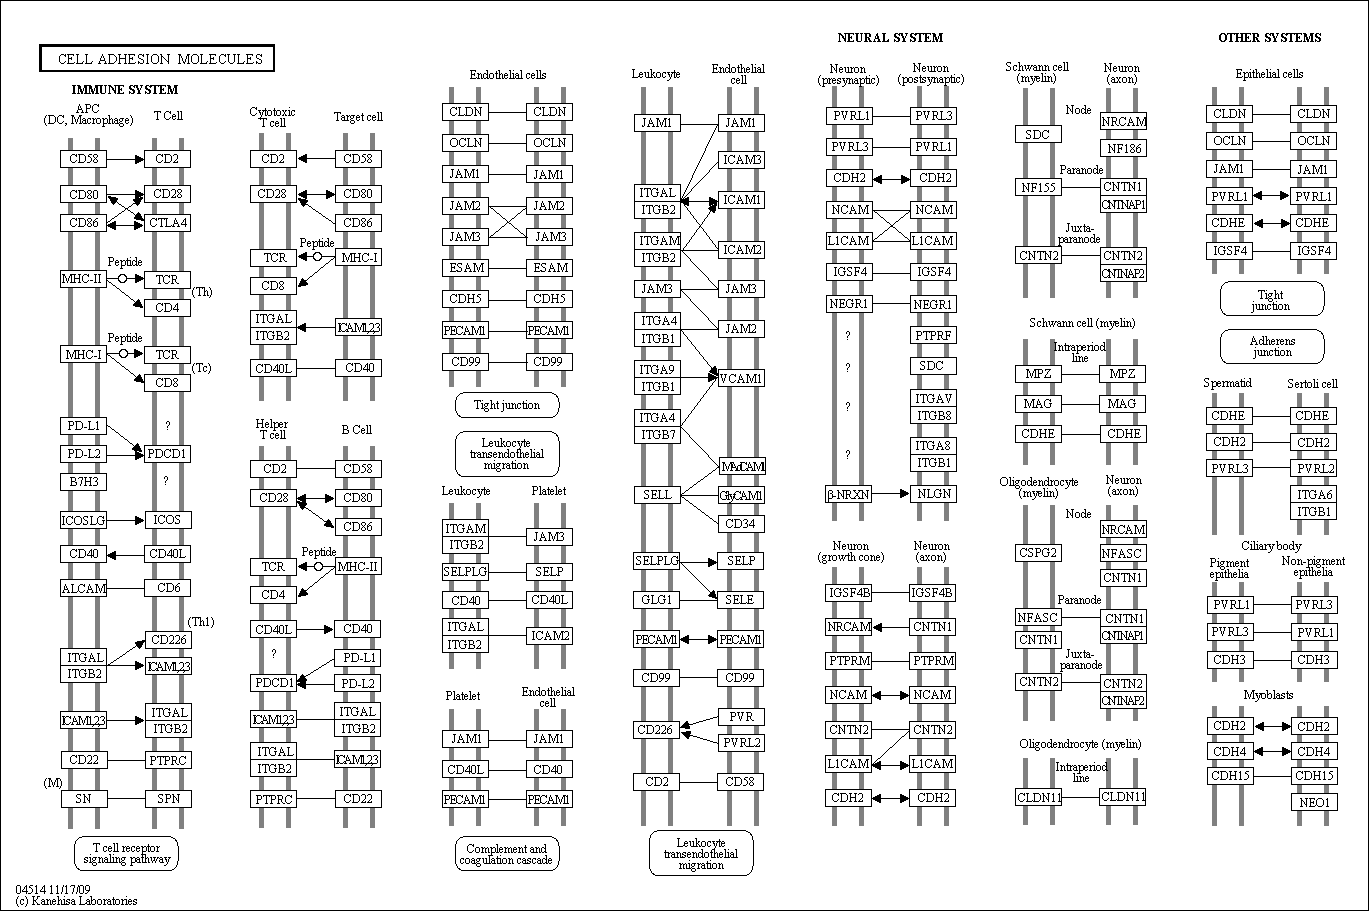 CELL ADHESION MOLECULES
IMMUNE SYSTEM
APC
(DC, Macrophage)
T Cell
CD58
CD2
CD80
CD28
CD86
CTLA4
MHC-II
Peptide
TCR
(Th)
CD4
MHC-I
Peptide
TCR
(Tc)
CD8
PD-L1
?
PD-L2
PDCD1
B7H3
?
ICOSLG
ICOS
CD40
CD40L
ALCAM
CD6
(Th1)
CD226
ITGAL
ITGB2
ICAM1,2,3
ICAM1,2,3
ITGAL
ITGB2
CD22
PTPRC
(M)
SN
SPN
T cell receptor
signaling pathway
Cytotoxic
T cell
Target cell
CD2
CD58
CD28
CD80
CD86
Peptide
TCR
MHC-I
CD8
ITGAL
ITGB2
ICAM1,2,3
CD40L
CD40
Helper
T cell
B Cell
CD2
CD58
CD28
CD80
CD86
Peptide
TCR
MHC-II
CD4
CD40L
CD40
?
PD-L1
PDCD1
PD-L2
ICAM1,2,3
ITGAL
ITGB2
ITGAL
ITGB2
ICAM1,2,3
PTPRC
CD22
Endothelial cells
CLDN
CLDN
OCLN
OCLN
JAM1
JAM1
JAM2
JAM2
JAM3
JAM3
ESAM
ESAM
CDH5
CDH5
PECAM1
PECAM1
CD99
CD99
Tight junction
Leukocyte
transendothelial
migration
Leukocyte
Platelet
ITGAM
ITGB2
JAM3
SELPLG
SELP
CD40
CD40L
ITGAL
ITGB2
ICAM2
Platelet
Endothelial
cell
JAM1
JAM1
CD40L
CD40
PECAM1
PECAM1
Complement and
coagulation cascade
Leukocyte
Endothelial
cell
JAM1
JAM1
ICAM3
ITGAL
ITGB2
ICAM1
ITGAM
ITGB2
ICAM2
JAM3
JAM3
ITGA4
ITGB1
JAM2
ITGA9
ITGB1
VCAM1
ITGA4
ITGB7
MAdCAM1
SELL
GlyCAM1
CD34
SELPLG
SELP
GLG1
SELE
PECAM1
PECAM1
CD99
CD99
PVR
CD226
PVRL2
CD2
CD58
Leukocyte
transendothelial
migration
NEURAL SYSTEM
Neuron
(presynaptic)
Neuron
(postsynaptic)
PVRL1
PVRL3
PVRL3
PVRL1
CDH2
CDH2
NCAM
NCAM
L1CAM
L1CAM
IGSF4
IGSF4
NEGR1
NEGR1
?
PTPRF
?
SDC
?
ITGAV
ITGB8
?
ITGA8
ITGB1
β-NRXN
NLGN
Neuron
(growth cone)
Neuron
(axon)
IGSF4B
IGSF4B
NRCAM
CNTN1
PTPRM
PTPRM
NCAM
NCAM
CNTN2
CNTN2
L1CAM
L1CAM
CDH2
CDH2
Schwann cell
(myelin)
Neuron
(axon)
Node
SDC
NRCAM
NF186
Paranode
NF155
CNTN1
CNTNAP1
Juxta-
paranode
CNTN2
CNTN2
CNTNAP2
Schwann cell (myelin)
Intraperiod
line
MPZ
MPZ
MAG
MAG
CDHE
CDHE
Oligodendrocyte
(myelin)
Neuron
(axon)
Node
NRCAM
CSPG2
NFASC
CNTN1
Paranode
NFASC
CNTN1
CNTN1
CNTNAP1
Juxta-
paranode
CNTN2
CNTN2
CNTNAP2
Oligodendrocyte (myelin)
Intraperiod
line
CLDN11
CLDN11
OTHER SYSTEMS
Epithelial cells
CLDN
CLDN
OCLN
OCLN
JAM1
JAM1
PVRL1
PVRL1
CDHE
CDHE
IGSF4
IGSF4
Tight
junction
Adherens
junction
Spermatid
Sertoli cell
CDHE
CDHE
CDH2
CDH2
PVRL3
PVRL2
ITGA6
ITGB1
Ciliary body
Pigment
epithelia
Non-pigment
epithelia
PVRL1
PVRL3
PVRL3
PVRL1
CDH3
CDH3
Myoblasts
CDH2
CDH2
CDH4
CDH4
CDH15
CDH15
NEO1
04514 11/17/09
(c) Kanehisa Laboratories